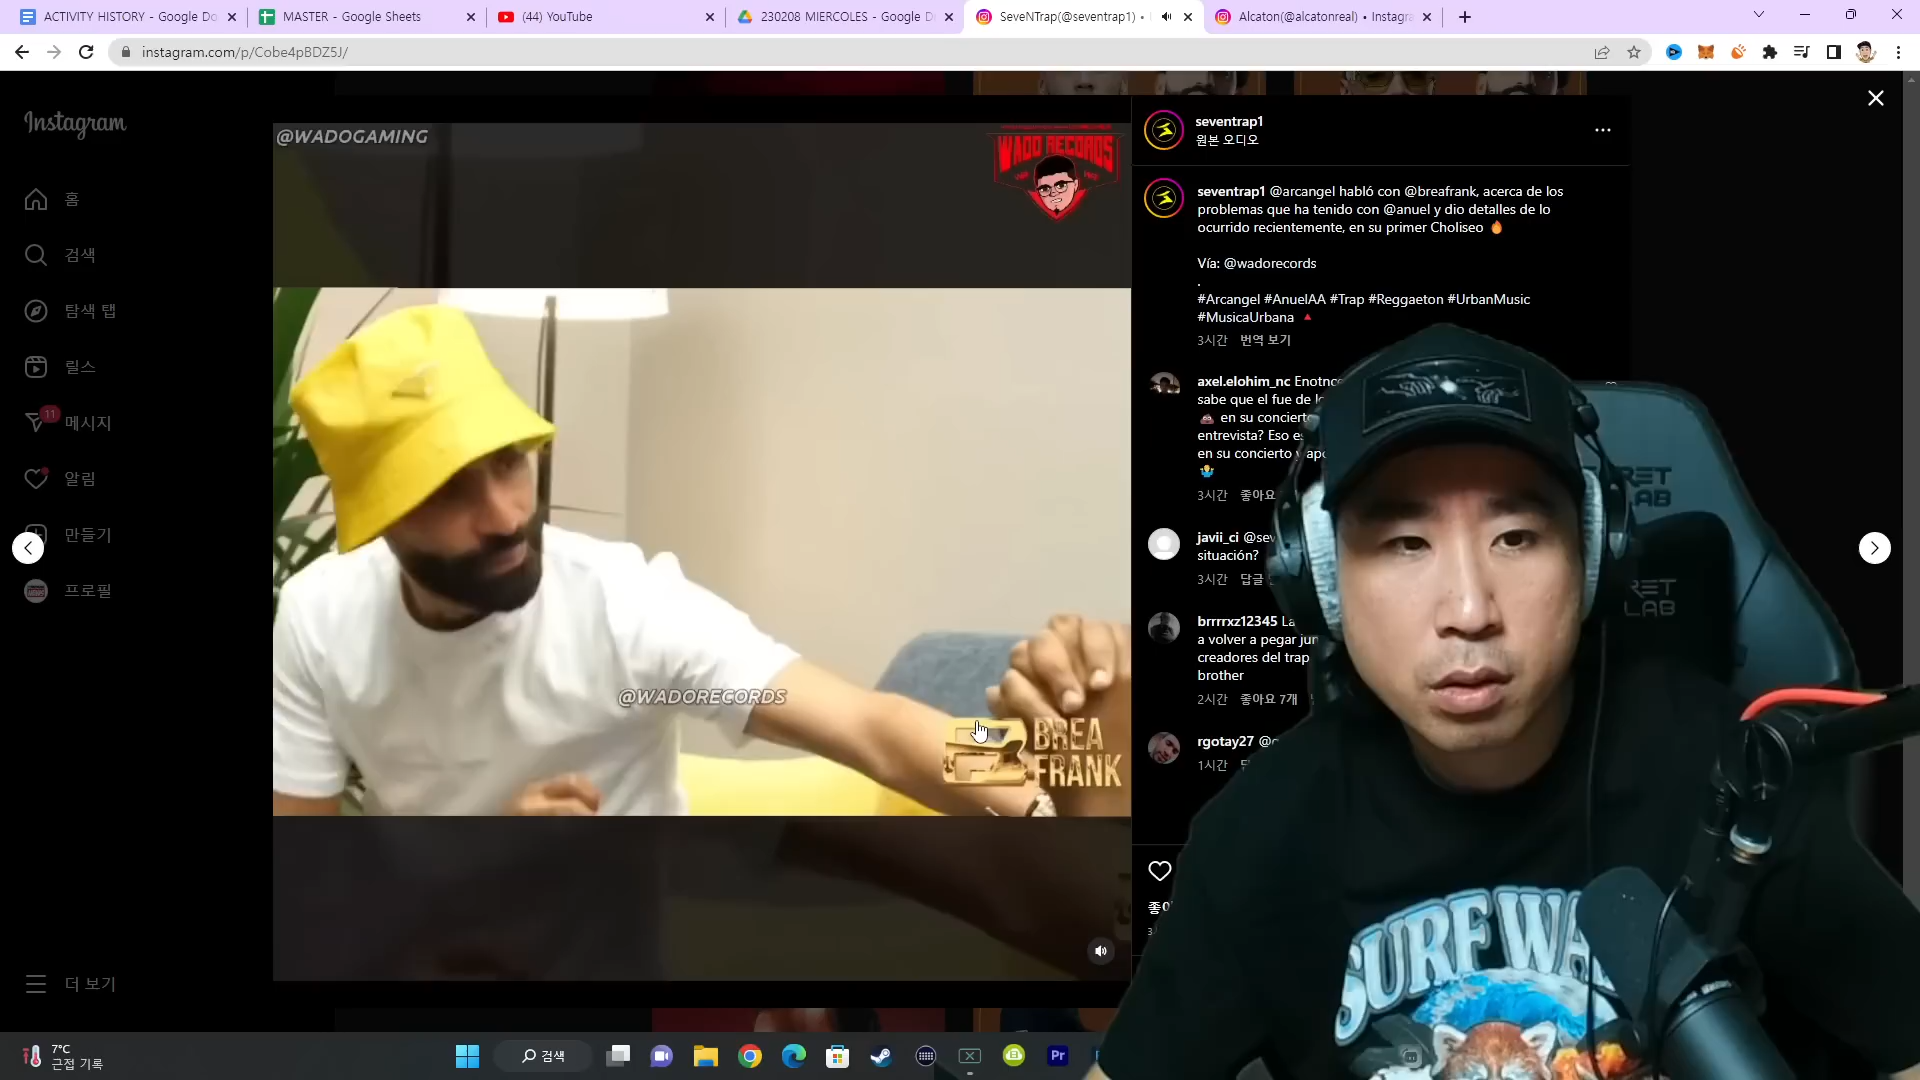 ACTIVITY HISTORY - Google Do
MASTER - Google Sheets
(44) YouTube
230208 MIERCOLES - Google D
SeveNTrap(@seventrap1) •
Alcaton(@alcatonreal) • Instagra
instagram.com/p/Cobe4pBDZ5J/
Instagram
홈
검색
탐색 탭
릴스
11
메시지
알림
만들기
프로필
더 보기
@WADOGAMING
WADO RECORDS
@WADORECORDS
BREA
FRANK
seventrap1
원본 오디오
seventrap1 @arcangel habló con @breafrank, acerca de los
problemas que ha tenido con @anuel y dio detalles de lo
ocurrido recientemente, en su primer Choliseo 🔥
Vía: @wadorecords
.
#Arcangel #AnuelAA #Trap #Reggaeton #UrbanMusic
#MusicaUrbana 🔺
3시간 번역 보기
axel.elohim_nc
sabe que el fue de
💩 en su concierto
entrevista? Eso
en su concierto y
🤷‍♂️
3시간 좋아요
javii_ci
situación?
3시간 답글
brrrrxz12345 La
a volver a pegar
creadores del trap
brother
2시간 좋아요 7개
rgotay27
1시간
RET
LAB
RET
LAB
SURF
7°C
근접 기록
검색
Pr